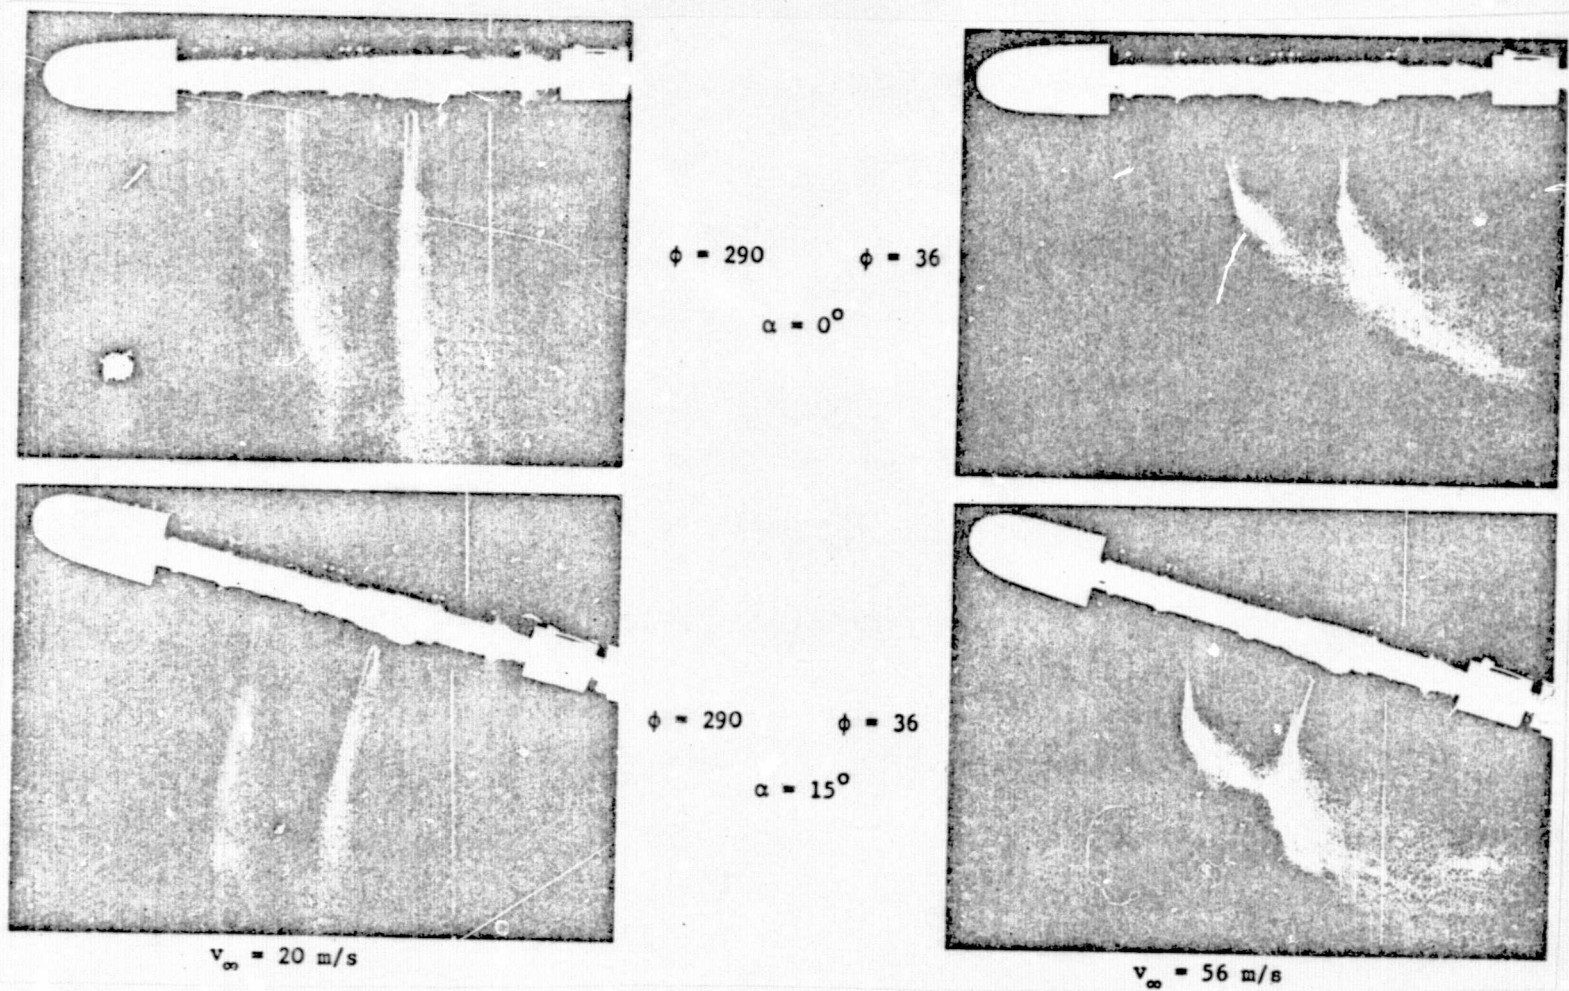 ϕ = 290 ϕ = 36
α = 0°
ϕ = 290 ϕ = 36
α = 15°
v∞ = 20 m/s
v∞ = 56 m/s